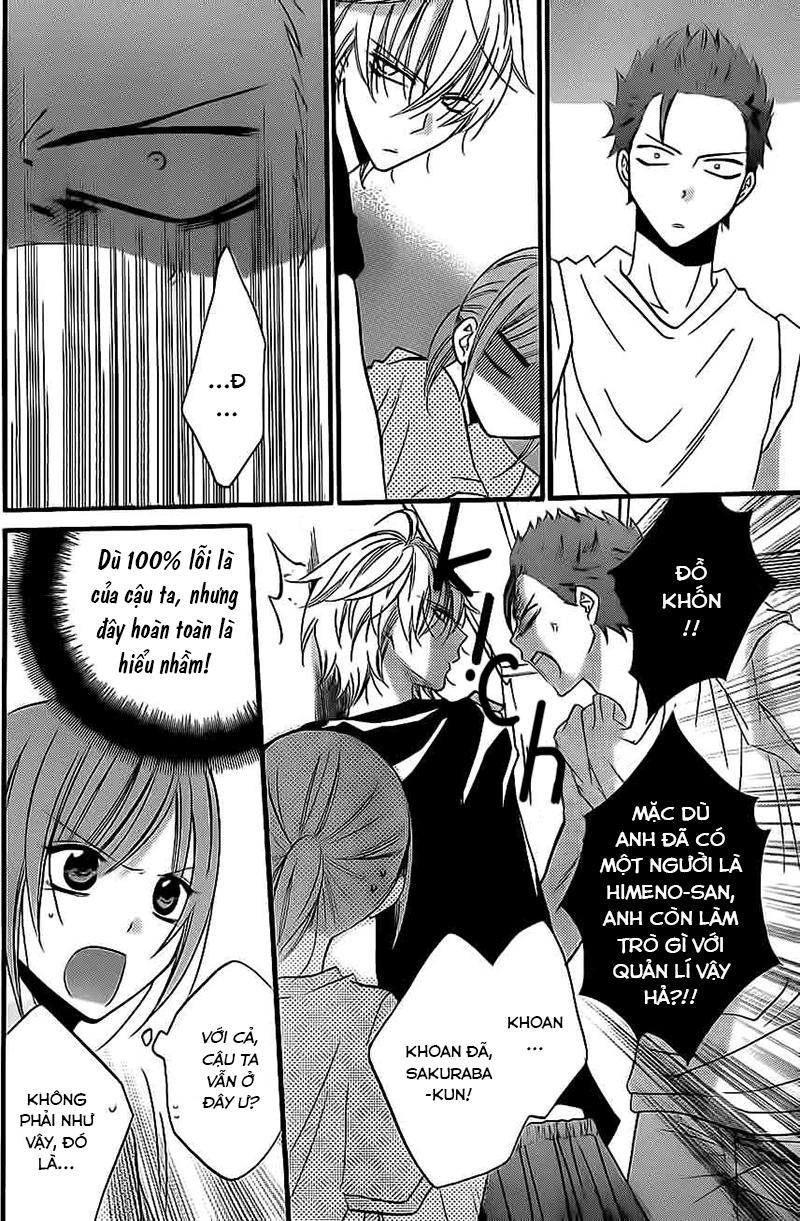 ...Đ
...
ĐỒ
KHỐN
!!
kịch
MẶC DÙ
ANH ĐÃ CÓ
MỘT NGƯỜI LÀ
HIMENO-SAN,
ANH CÒN LÀM
TRÒ GÌ VỚI
QUẢN LÍ VẬY
HẢ?!!
KHOAN
...
KHOAN ĐÃ,
SAKURABA
-KUN!
Dù 100% lỗi là
của cậu ta, nhưng
đây hoàn toàn là
hiểu nhầm!
VỚI CẢ,
CẬU TA
VẪN Ở
ĐÂY Ư?
KHÔNG
PHẢI NHƯ
VẬY, ĐÓ
LÀ...